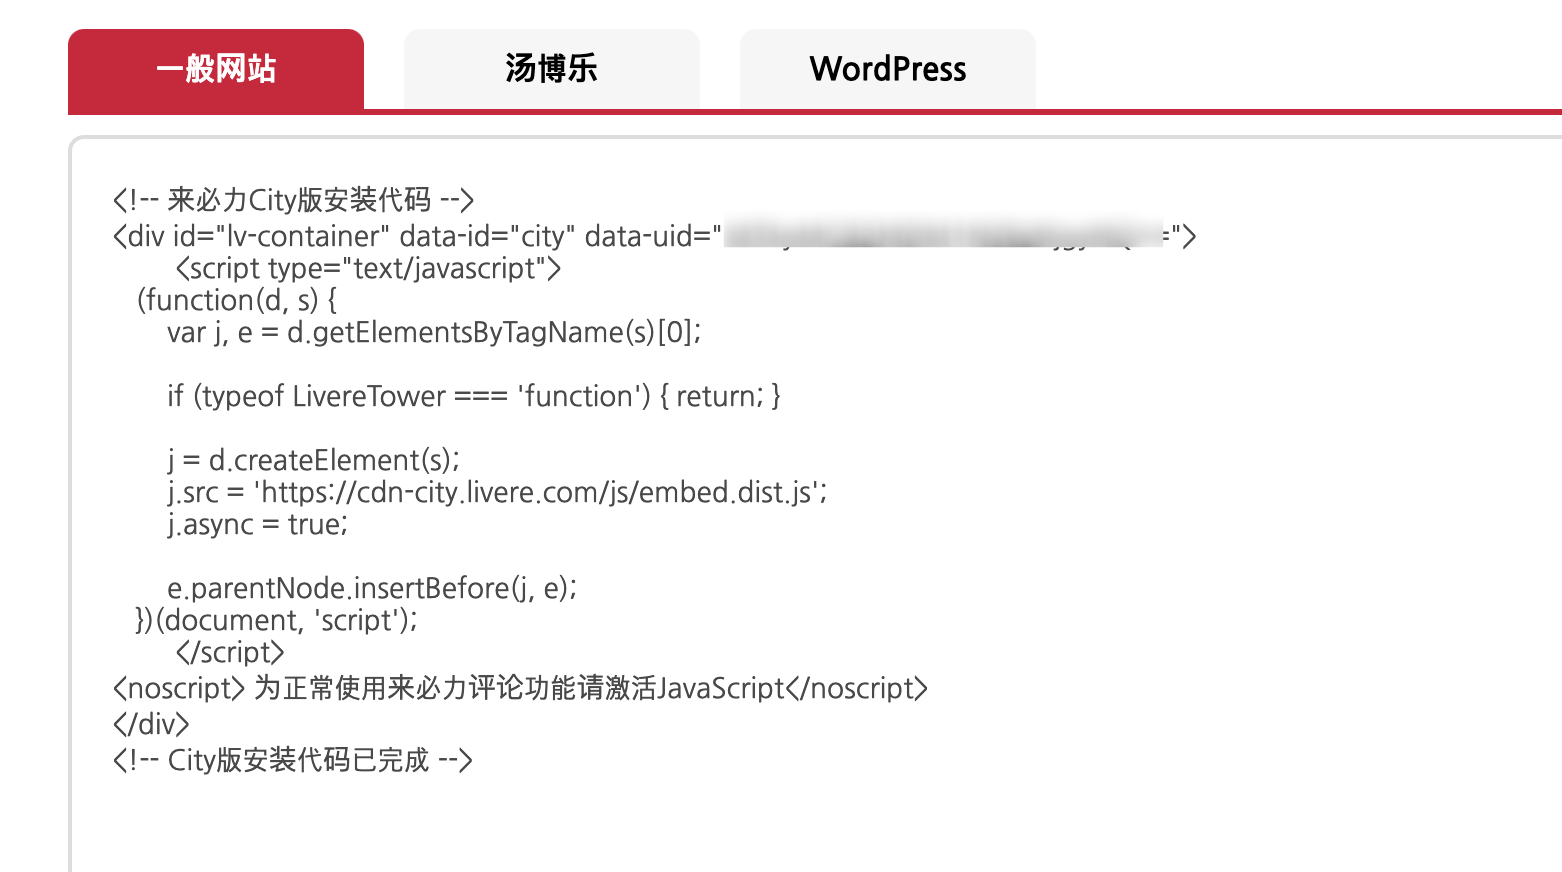 一般网站
汤博乐
WordPress
<!-- 来必力City版安装代码 -->
<div id="lv-container" data-id="city" data-uid="=">
<script type="text/javascript">
(function(d, s) {
var j, e = d.getElementsByTagName(s)[0];
if (typeof LivereTower === 'function') { return; }
j = d.createElement(s);
j.src = 'https://cdn-city.livere.com/js/embed.dist.js';
j.async = true;
e.parentNode.insertBefore(j, e);
})(document, 'script');
</script>
<noscript> 为正常使用来必力评论功能请激活JavaScript</noscript>
</div>
<!-- City版安装代码已完成 -->